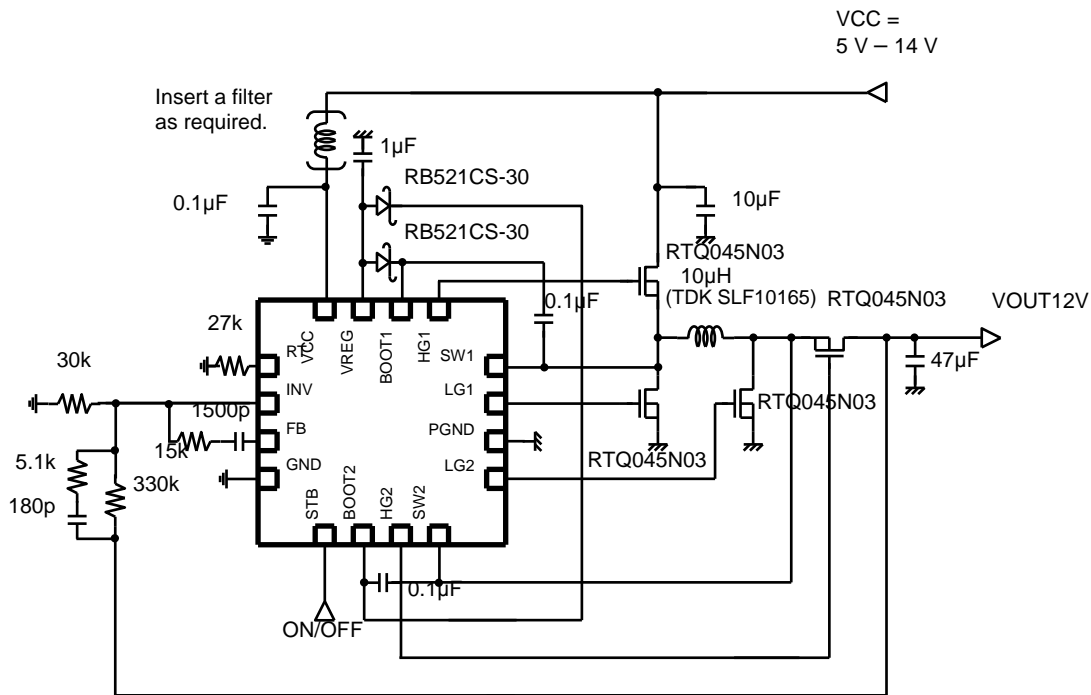 VCC =
5 V – 14 V
Insert a filter
as required.
1µF
RB521CS-30
0.1µF
10µF
RB521CS-30
RTQ045N03
10µH
(TDK SLF10165)
RTQ045N03
VOUT12V
0.1µF
27k
30k
RT
VCC
VREG
BOOT1
HG1
SW1
47µF
INV
LG1
1500p
RTQ045N03
FB
PGND
15k
RTQ045N03
5.1k
GND
LG2
330k
180p
STB
BOOT2
HG2
SW2
0.1µF
ON/OFF